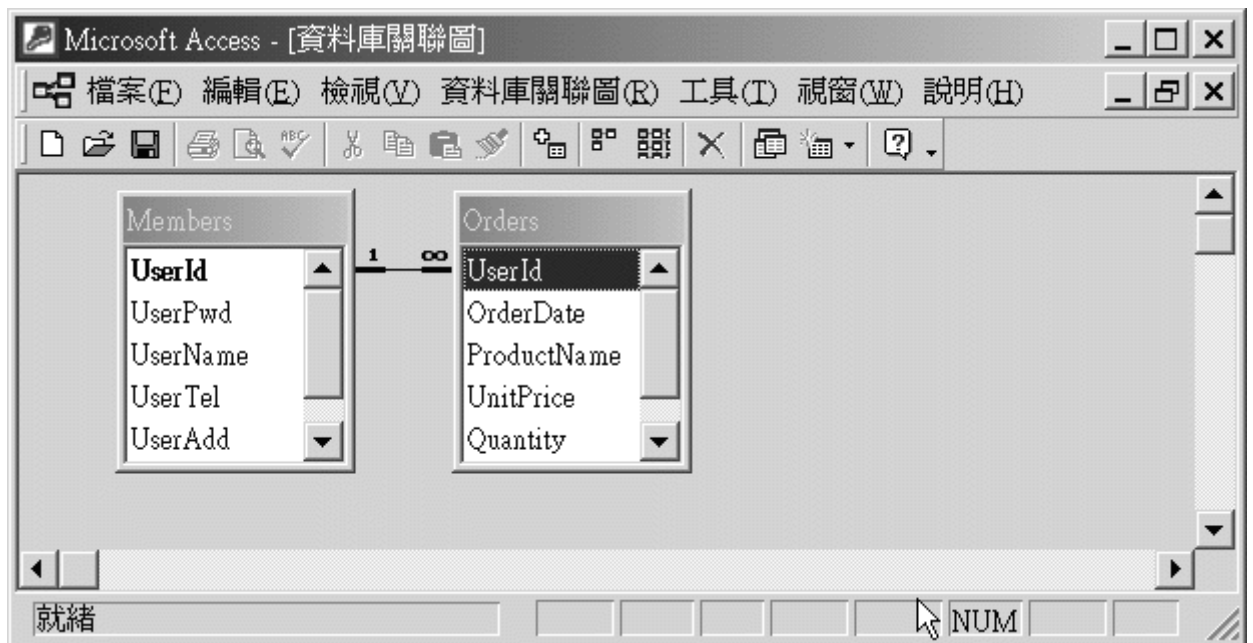 Microsoft Access - [資料庫關聯圖]
檔案(F) 編輯(E) 檢視(V) 資料庫關聯圖(R) 工具(T) 視窗(W) 說明(H)
ABC
Members
UserId
UserPwd
UserName
UserTel
UserAdd
1 ∞
Orders
UserId
OrderDate
ProductName
UnitPrice
Quantity
就緒 NUM